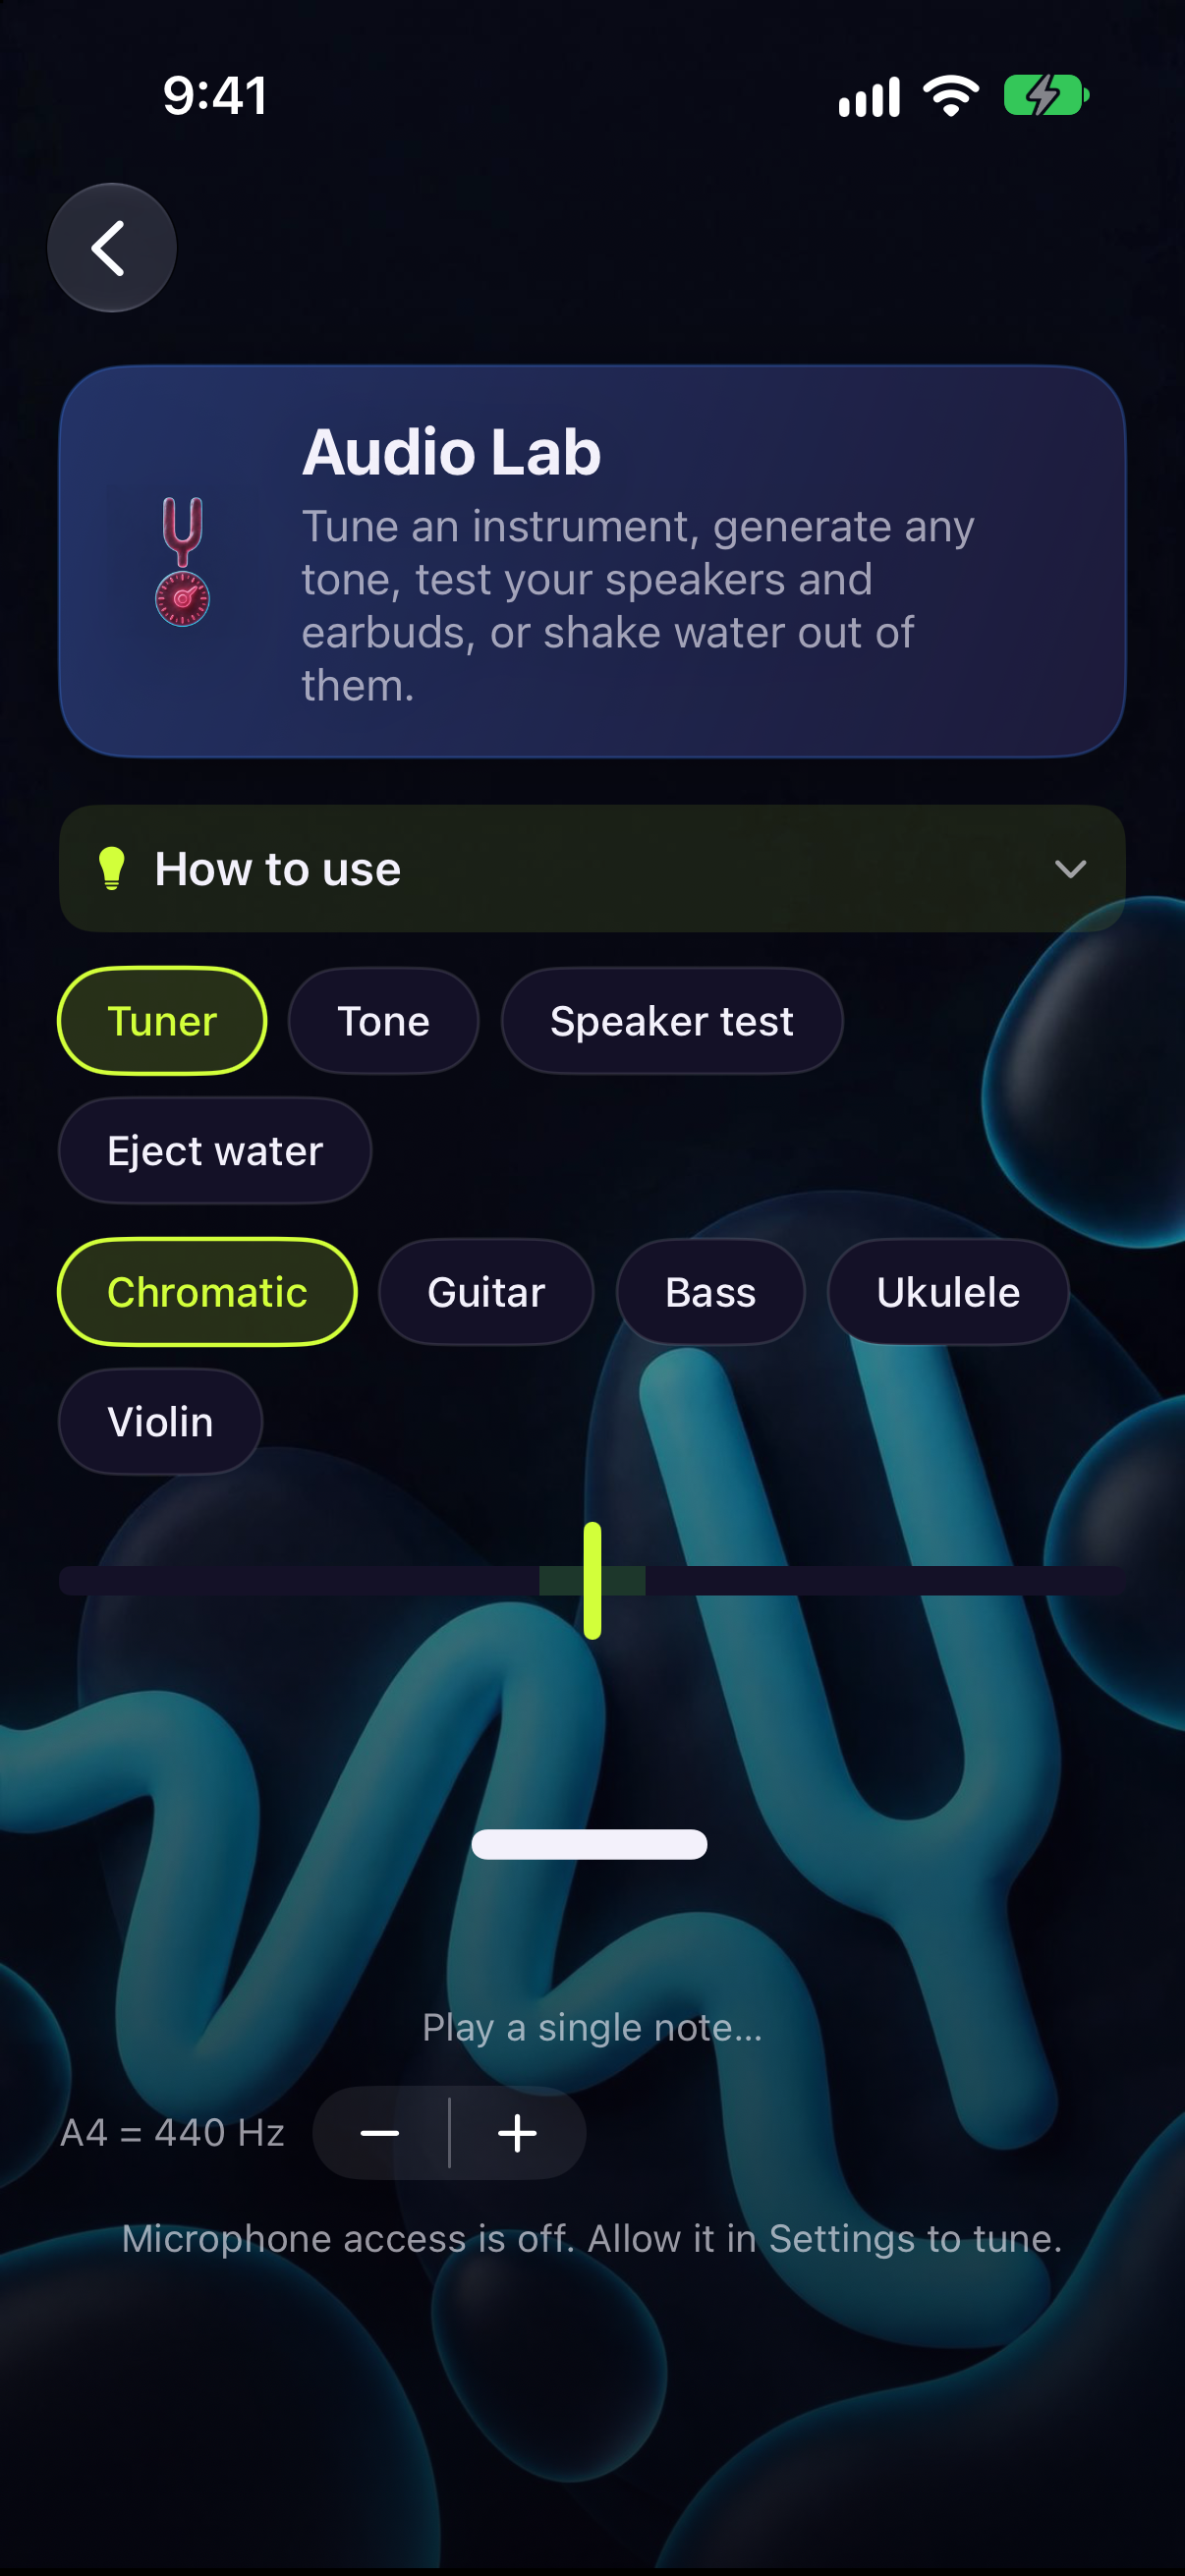 9:41
Audio Lab
Tune an instrument, generate any
tone, test your speakers and
earbuds, or shake water out of
them.
How to use
Tuner
Tone
Speaker test
Eject water
Chromatic
Guitar
Bass
Ukulele
Violin
Play a single note...
A4 = 440 Hz
Microphone access is off. Allow it in Settings to tune.